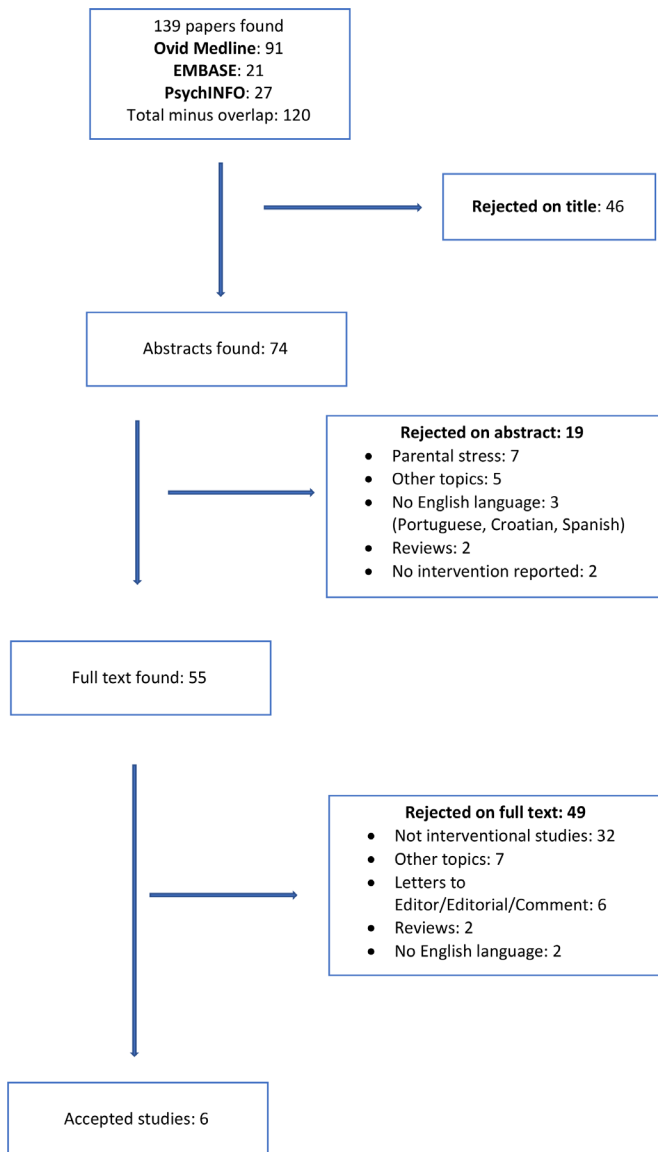 139 papers found
Ovid Medline: 91
EMBASE: 21
PsychINFO: 27
Total minus overlap: 120
Rejected on title: 46
Abstracts found: 74
Rejected on abstract: 19
• Parental stress: 7
• Other topics: 5
• No English language: 3
(Portuguese, Croatian, Spanish)
• Reviews: 2
• No intervention reported: 2
Full text found: 55
Rejected on full text: 49
• Not interventional studies: 32
• Other topics: 7
• Letters to
Editor/Editorial/Comment: 6
• Reviews: 2
• No English language: 2
Accepted studies: 6